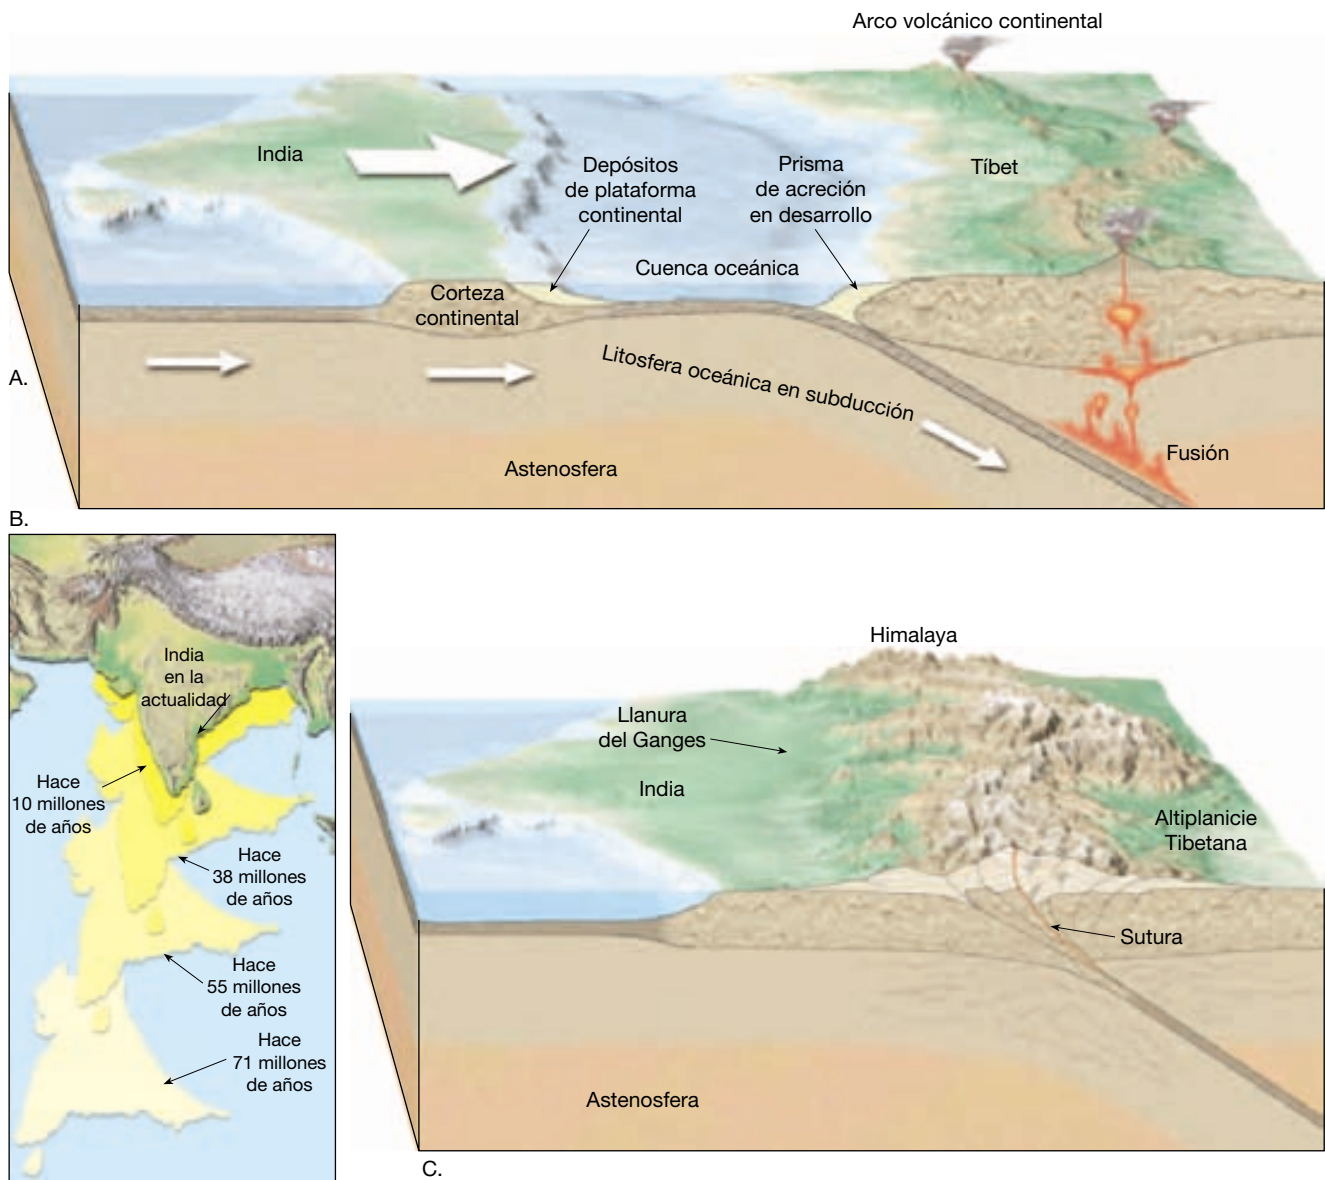 Arco volcánico continental
India
Depósitos
de plataforma
continental
Prisma
de acreción
en desarrollo
Tíbet
Cuenca oceánica
Corteza
continental
Litosfera oceánica en subducción
A.
Astenosfera
Fusión
B.
India
en la
actualidad
Hace
10 millones
de años
Hace
38 millones
de años
Hace
55 millones
de años
Hace
71 millones
de años
Himalaya
Llanura
del Ganges
India
Altiplanicie
Tibetana
Sutura
Astenosfera
C.